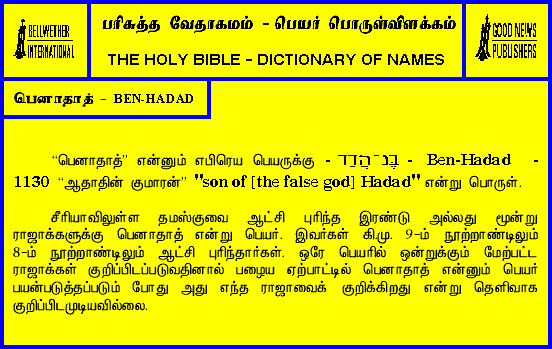 BELLWETHER
INTERNATIONAL
பரிசுத்த வேதாகமம் - பெயர் பொருள்விளக்கம்
THE HOLY BIBLE - DICTIONARY OF NAMES
GOOD NEWS
PUBLISHERS
பெனாதாத் - BEN-HADAD
“பெனாதாத்” என்னும் எபிரெய பெயருக்கு - בֶּן־הֲדַד - Ben-Hadad -
1130 “ஆதாதின் குமாரன்” "son of [the false god] Hadad" என்று பொருள்.
சீரியாவிலுள்ள தமஸ்குவை ஆட்சி புரிந்த இரண்டு அல்லது மூன்று
ராஜாக்களுக்கு பெனாதாத் என்று பெயர். இவர்கள் கி.மு. 9-ம் நூற்றாண்டிலும்
8-ம் நூற்றாண்டிலும் ஆட்சி புரிந்தார்கள். ஒரே பெயரில் ஒன்றுக்கும் மேற்பட்ட
ராஜாக்கள் குறிப்பிடப்படுவதினால் பழைய ஏற்பாட்டில் பெனாதாத் என்னும் பெயர்
பயன்படுத்தப்படும் போது அது எந்த ராஜாவைக் குறிக்கிறது என்று தெளிவாக
குறிப்பிடமுடியவில்லை.